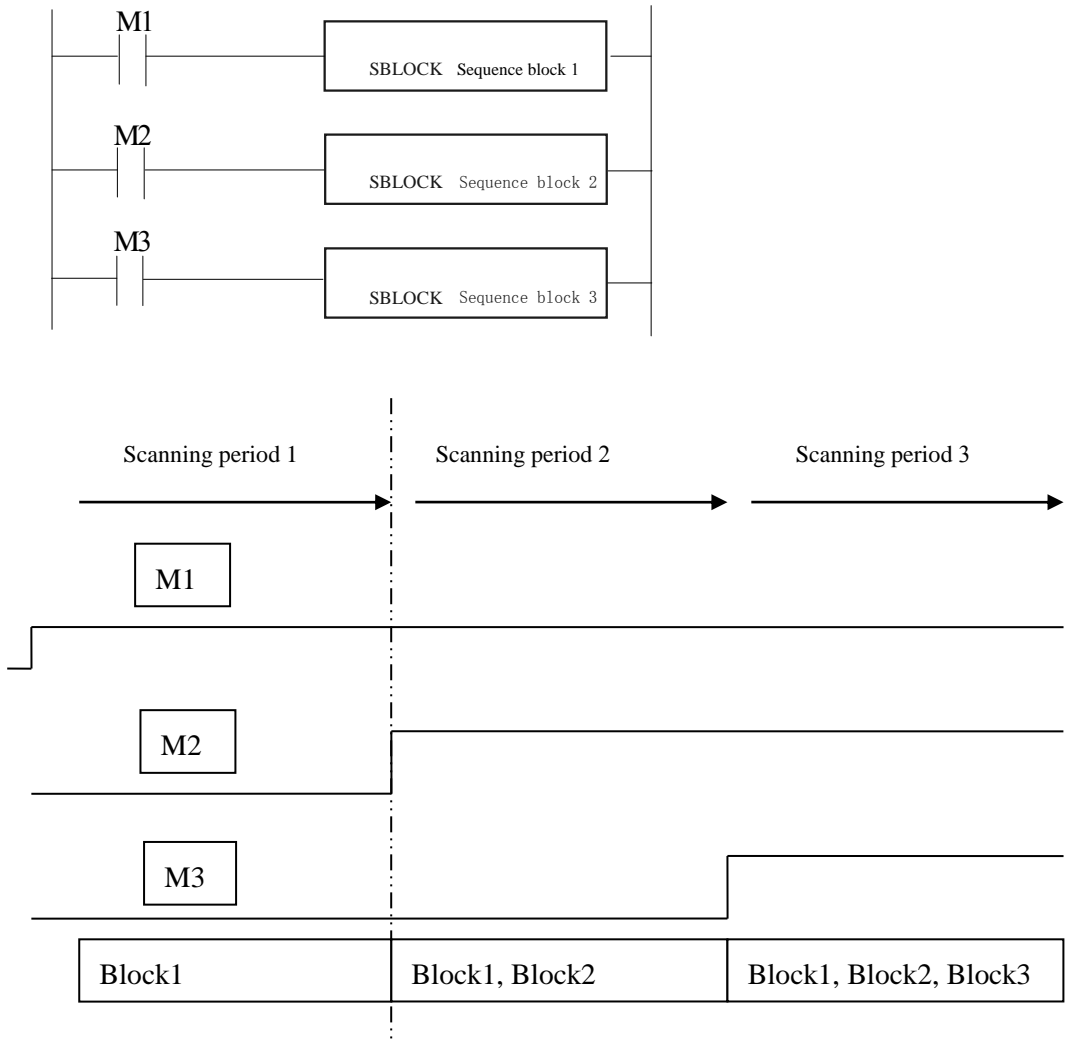 M1
SBLOCK Sequence block 1
M2
SBLOCK Sequence block 2
M3
SBLOCK Sequence block 3
Scanning period 1
Scanning period 2
Scanning period 3
M1
M2
M3
Block1
Block1, Block2
Block1, Block2, Block3